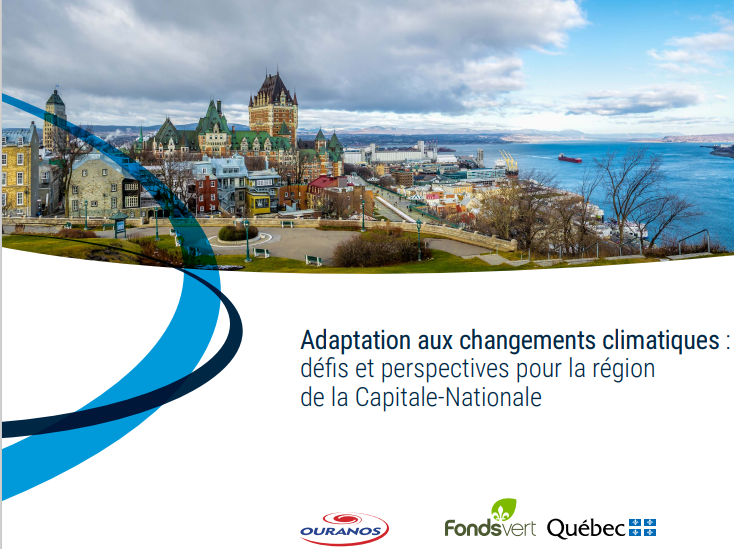 Adaptation aux changements climatiques :
défis et perspectives pour la région
de la Capitale-Nationale
OURANOS
Fondsvert
Québec